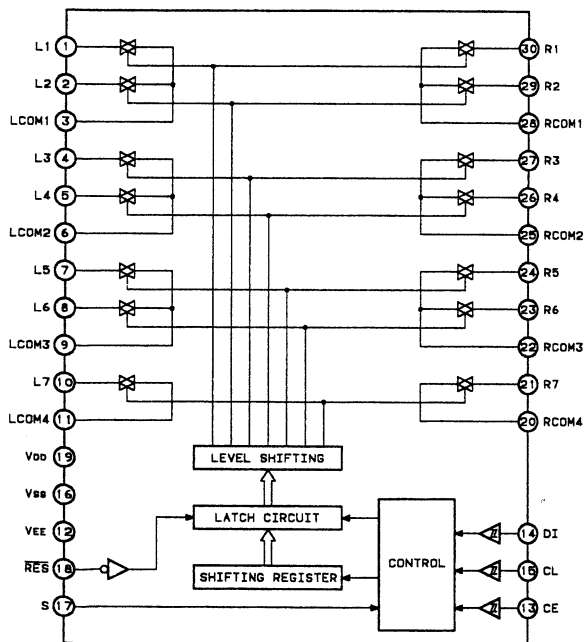 L1 1 30 R1
L2 2 29 R2
LCOM1 3 28 RCOM1
L3 4 27 R3
L4 5 26 R4
LCOM2 6 25 RCOM2
L5 7 24 R5
L6 8 23 R6
LCOM3 9 22 RCOM3
L7 10 21 R7
LCOM4 11 20 RCOM4
VDD 19
LEVEL SHIFTING
VSS 16
LATCH CIRCUIT
VEE 12
CONTROL
14 DI
RES 18
SHIFTING REGISTER
15 CL
S 17
13 CE